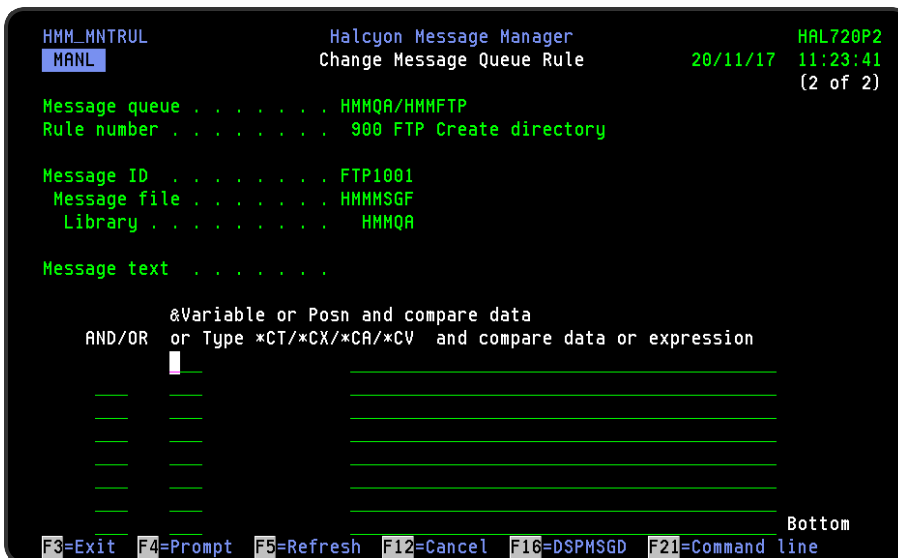 HMM_MNTRUL Halcyon Message Manager HAL720P2
MANL Change Message Queue Rule 20/11/17 11:23:41
(2 of 2)
Message queue . . . . . . . HMMQA/HMMFTP
Rule number . . . . . . . . 900 FTP Create directory
Message ID . . . . . . . . FTP1001
Message file . . . . . . . HMMMSGF
Library . . . . . . . . . HMMQA
Message text . . . . . . .
&Variable or Posn and compare data
AND/OR or Type *CT/*CX/*CA/*CV and compare data or expression
Bottom
F3=Exit F4=Prompt F5=Refresh F12=Cancel F16=DSPMSGD F21=Command line